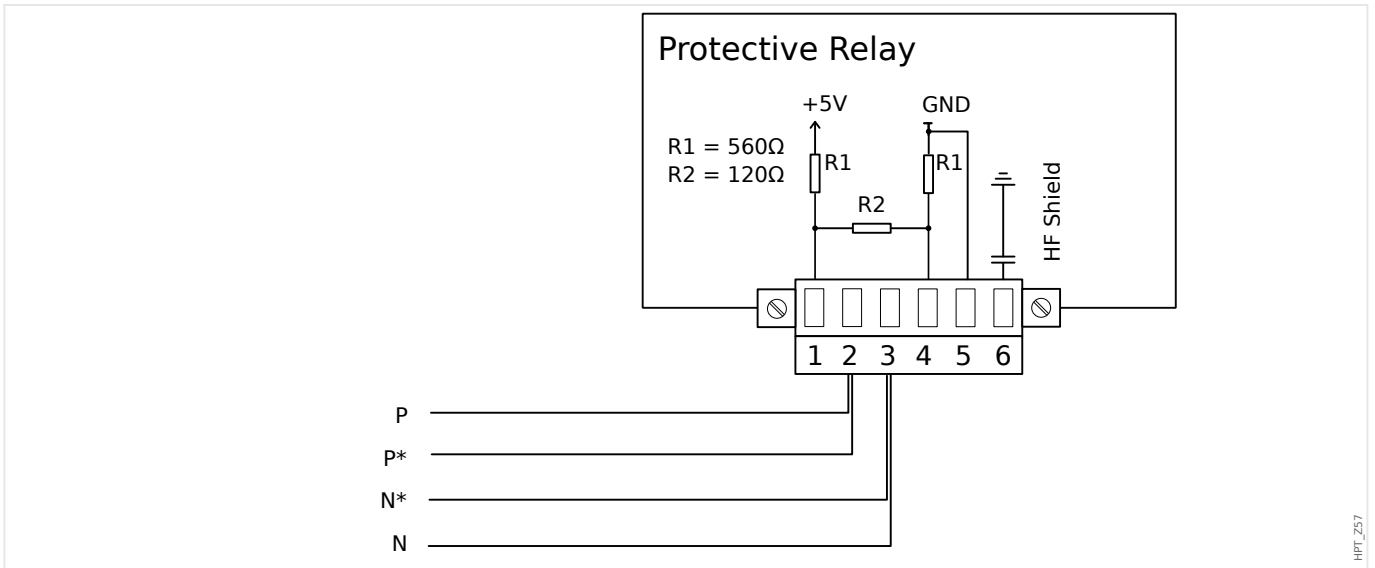 Protective Relay
+5V
GND
R1 = 560Ω
R2 = 120Ω
R1
R1
R2
HF Shield
1 2 3 4 5 6
P
P*
N*
N
HPT_Z57